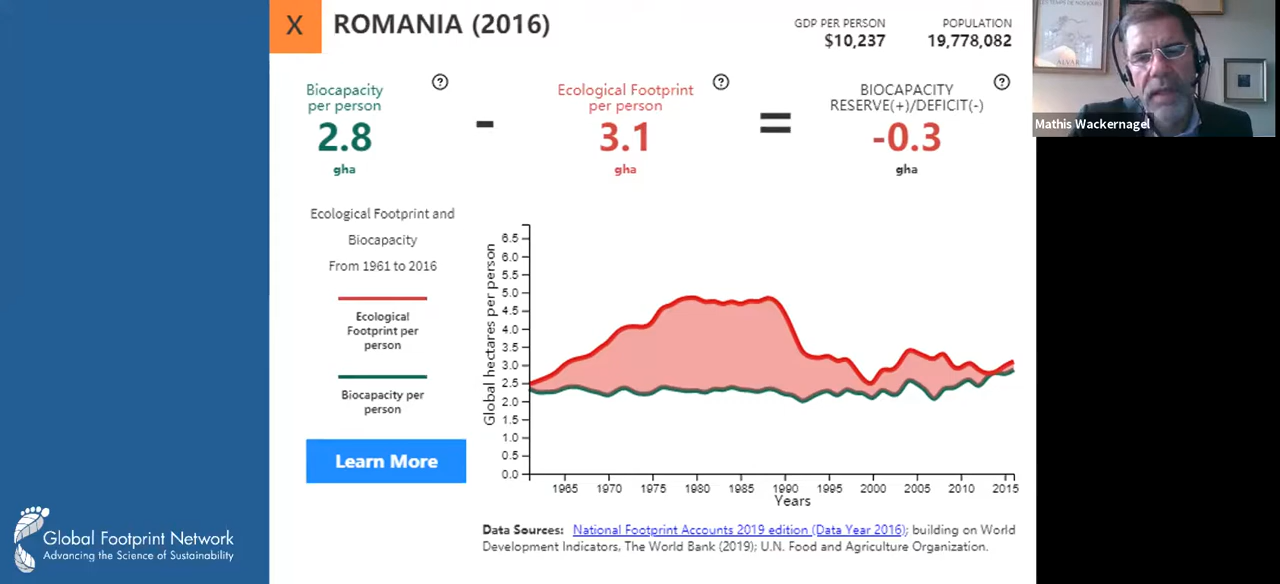 X
ROMANIA (2016)
GDP PER PERSON
$10,237
POPULATION
19,778,082
Biocapacity
per person
2.8
gha
?
-
Ecological Footprint
per person
3.1
gha
?
=
BIOCAPACITY
RESERVE(+)/DEFICIT(-)
-0.3
gha
?
Mathis Wackernagel
Ecological Footprint and
Biocapacity
From 1961 to 2016
Ecological
Footprint per
person
Biocapacity per
person
Learn More
Global hectares per person
6.5
6.0
5.5
5.0
4.5
4.0
3.5
3.0
2.5
2.0
1.5
1.0
0.5
0.0
1965 1970 1975 1980 1985 1990 1995 2000 2005 2010 2015
Years
Data Sources: National Footprint Accounts 2019 edition (Data Year 2016); building on World
Development Indicators, The World Bank (2019); U.N. Food and Agriculture Organization.
Global Footprint Network
Advancing the Science of Sustainability